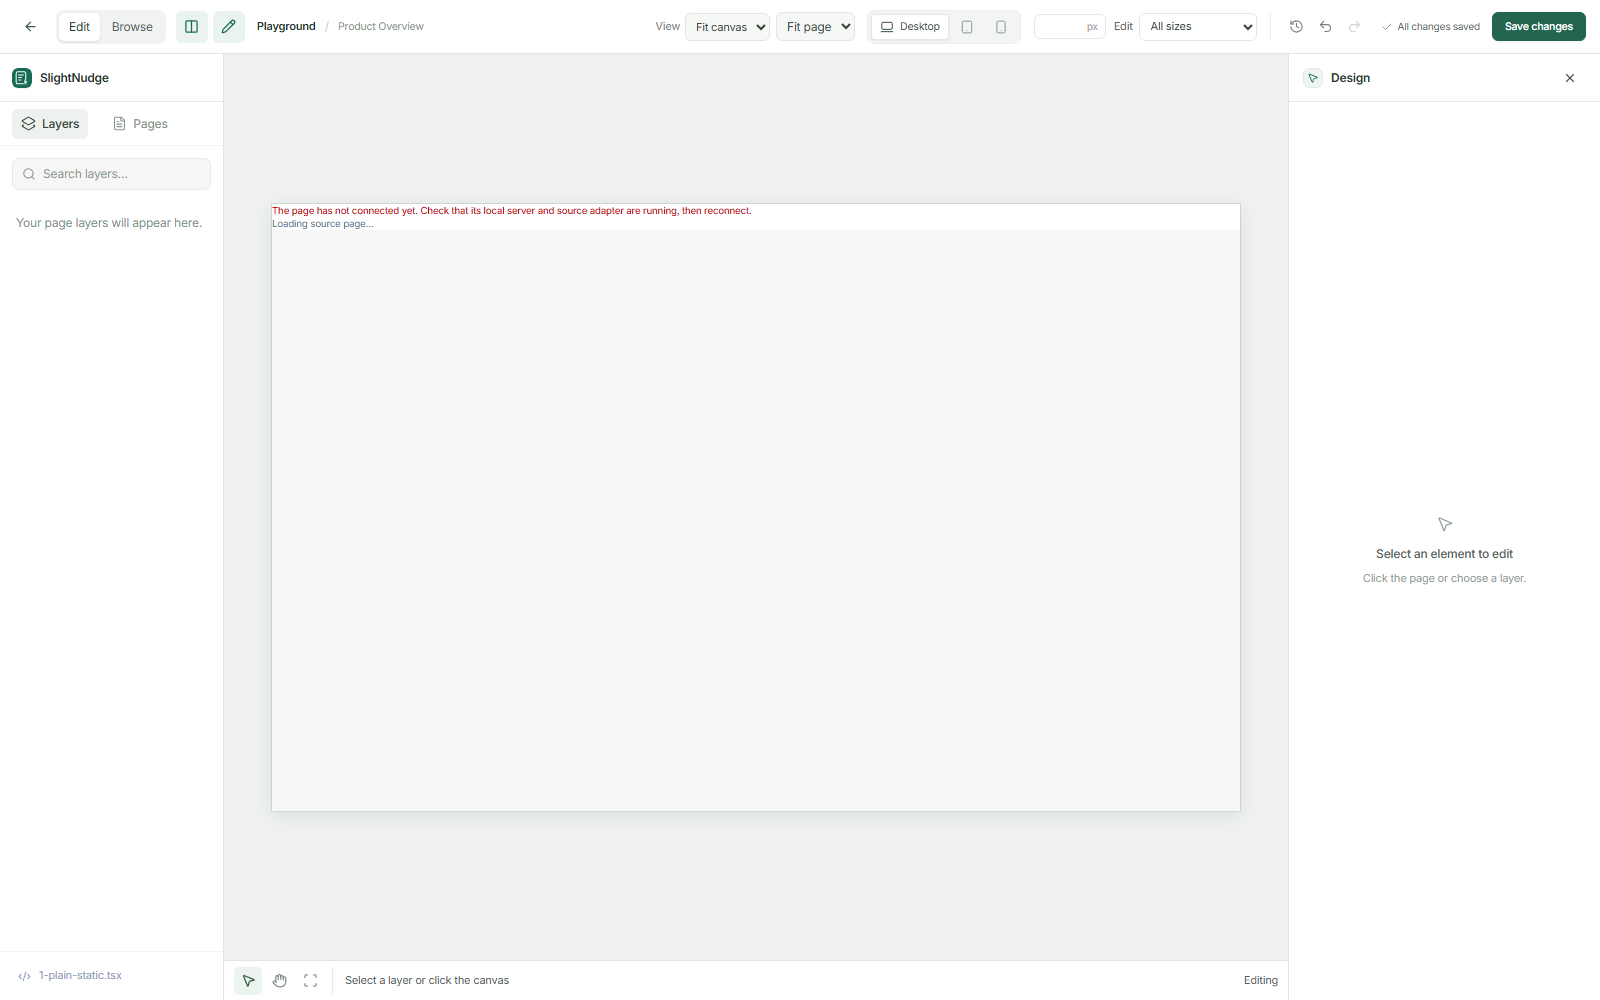 Edit
Browse
Playground / Product Overview
View
Fit canvas
Fit page
Desktop
px
Edit
All sizes
All changes saved
Save changes
SlightNudge
Layers
Pages
Search layers...
Your page layers will appear here.
The page has not connected yet. Check that its local server and source adapter are running, then reconnect.
Loading source page...
Design
Select an element to edit
Click the page or choose a layer.
1-plain-static.tsx
Select a layer or click the canvas
Editing